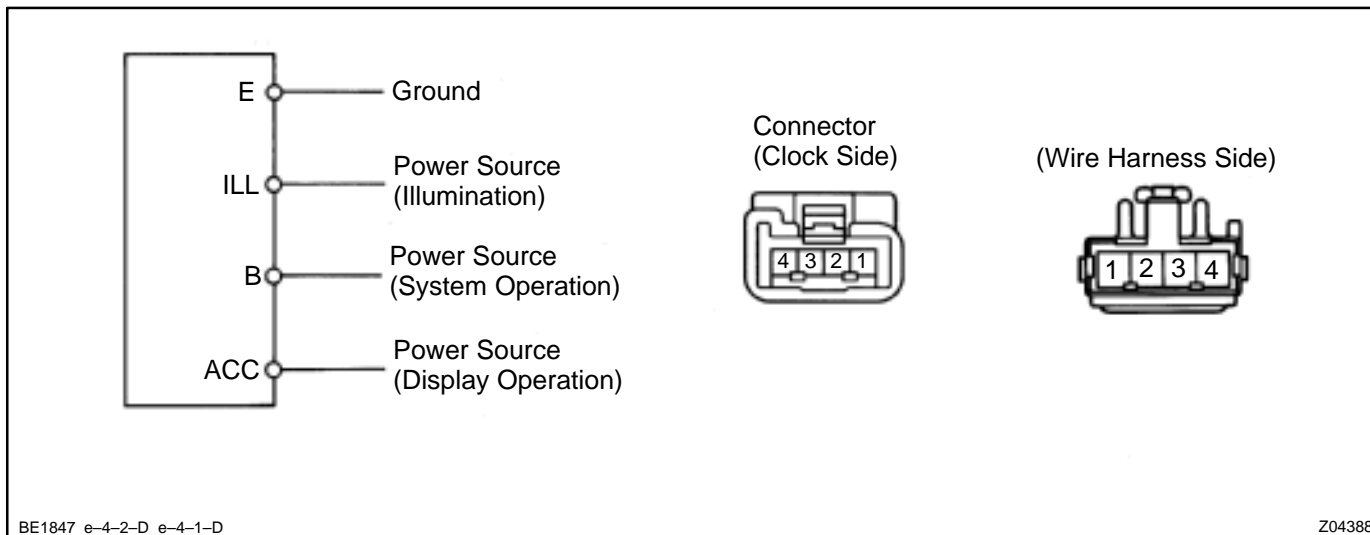 E
Ground
ILL
Power Source
(Illumination)
B
Power Source
(System Operation)
ACC
Power Source
(Display Operation)
Connector
(Clock Side)
4 3 2 1
(Wire Harness Side)
1 2 3 4
BE1847 e–4–2–D e–4–1–D
Z04388